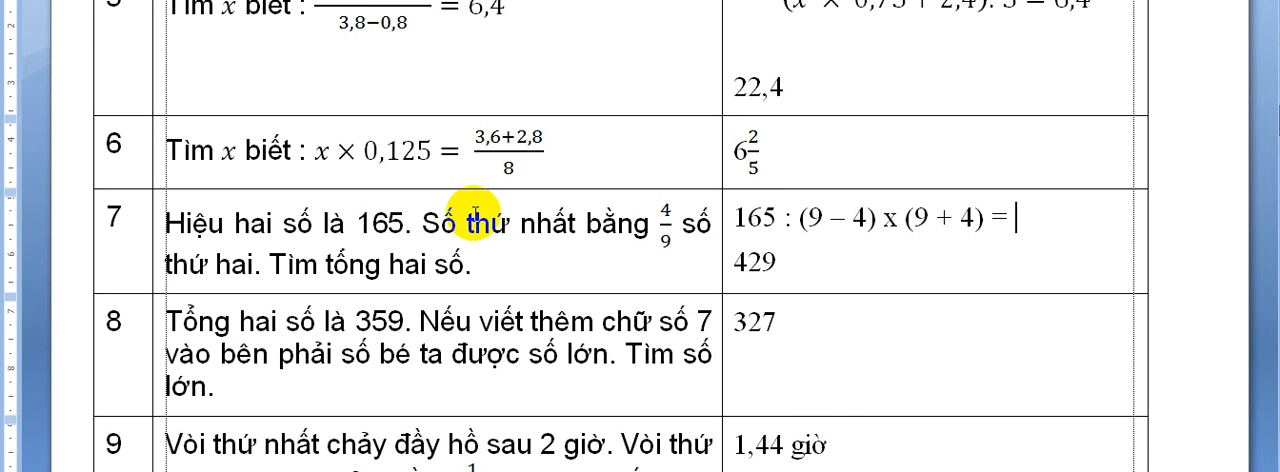 Tìm x biết : 3,8−0,8 = 6,4
22,4
6 Tìm x biết : x × 0,125 = 3,6+2,8 / 8
6 2/5
7 Hiệu hai số là 165. Số thứ nhất bằng 4/9 số
thứ hai. Tìm tổng hai số.
165 : (9 – 4) x (9 + 4) =
429
8 Tổng hai số là 359. Nếu viết thêm chữ số 7
vào bên phải số bé ta được số lớn. Tìm số
lớn.
327
9 Vòi thứ nhất chảy đầy hồ sau 2 giờ. Vòi thứ
1,44 giờ